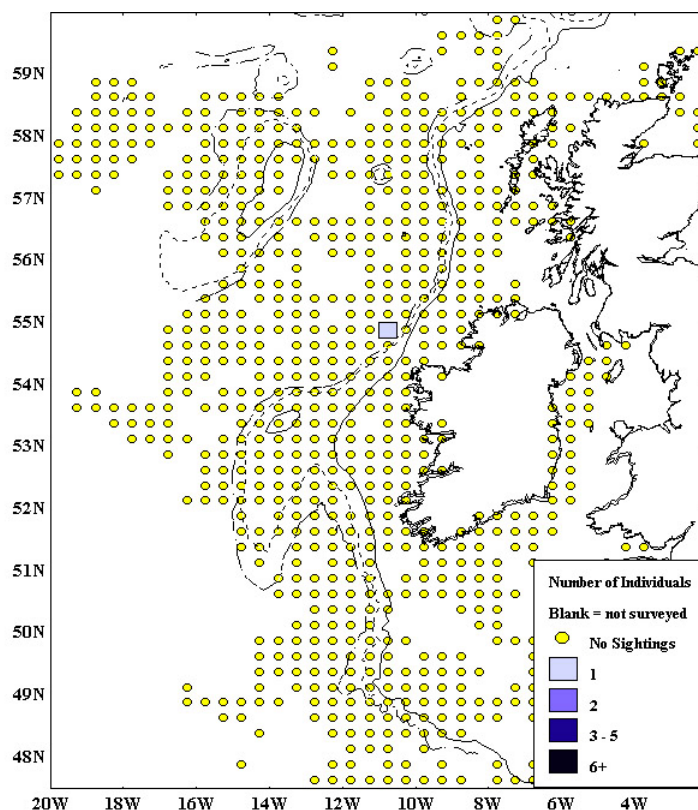 59N
58N
57N
56N
55N
54N
53N
52N
51N
50N
49N
48N
Number of Individuals
Blank = not surveyed
No Sightings
1
2
3 - 5
6+
20W 18W 16W 14W 12W 10W 8W 6W 4W